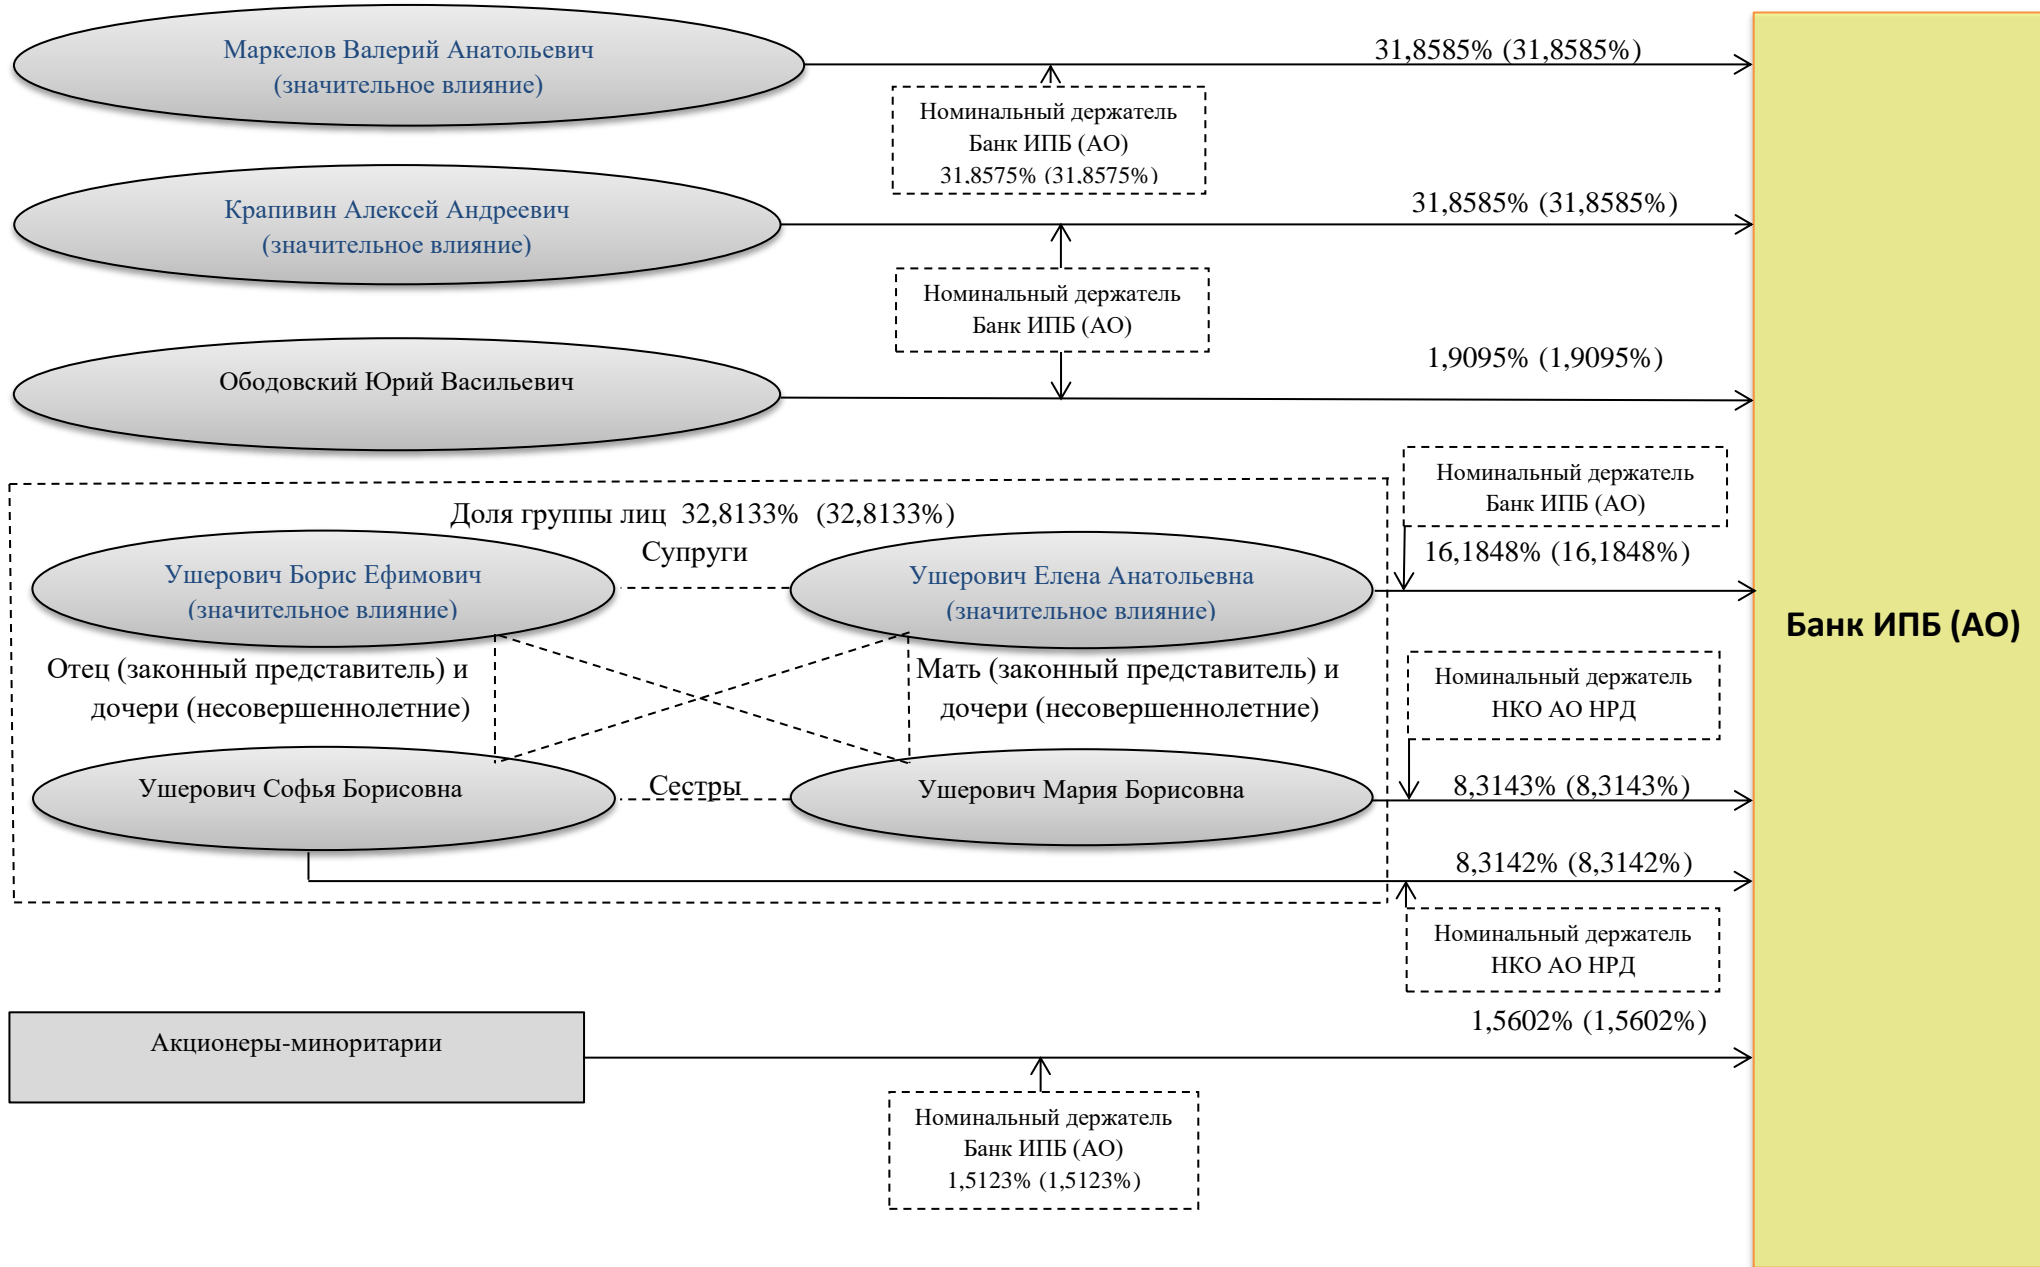 Маркелов Валерий Анатольевич
(значительное влияние)
31,8585% (31,8585%)
Номинальный держатель
Банк ИПБ (АО)
31,8575% (31,8575%)
Крапивин Алексей Андреевич
(значительное влияние)
31,8585% (31,8585%)
Номинальный держатель
Банк ИПБ (АО)
Ободовский Юрий Васильевич
1,9095% (1,9095%)
Номинальный держатель
Банк ИПБ (АО)
Доля группы лиц 32,8133% (32,8133%)
Супруги
16,1848% (16,1848%)
Ушерович Борис Ефимович
(значительное влияние)
Ушерович Елена Анатольевна
(значительное влияние)
Банк ИПБ (АО)
Отец (законный представитель) и
дочери (несовершеннолетние)
Мать (законный представитель) и
дочери (несовершеннолетние)
Номинальный держатель
НКО АО НРД
Ушерович Софья Борисовна
Сестры
Ушерович Мария Борисовна
8,3143% (8,3143%)
8,3142% (8,3142%)
Номинальный держатель
НКО АО НРД
Акционеры-миноритарии
1,5602% (1,5602%)
Номинальный держатель
Банк ИПБ (АО)
1,5123% (1,5123%)